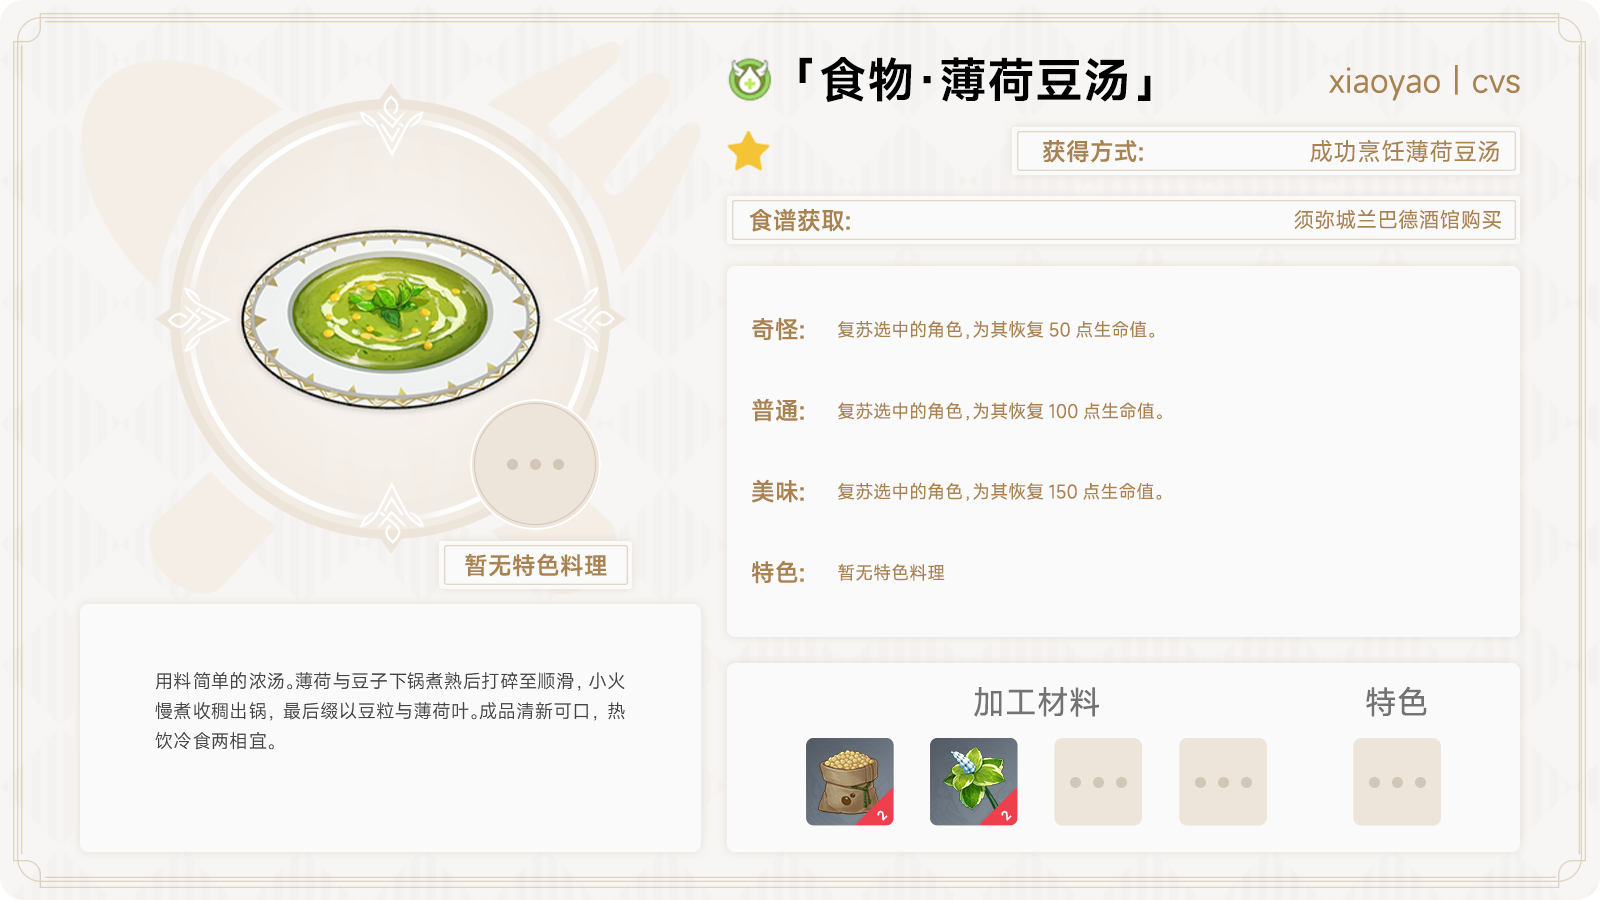 「食物·薄荷豆汤」
xiaoyao | cvs
获得方式: 成功烹饪薄荷豆汤
食谱获取: 须弥城兰巴德酒馆购买
奇怪: 复苏选中的角色,为其恢复 50 点生命值。
普通: 复苏选中的角色,为其恢复 100 点生命值。
美味: 复苏选中的角色,为其恢复 150 点生命值。
特色: 暂无特色料理
暂无特色料理
用料简单的浓汤。薄荷与豆子下锅煮熟后打碎至顺滑, 小火
慢煮收稠出锅, 最后缀以豆粒与薄荷叶。成品清新可口, 热
饮冷食两相宜。
加工材料 特色
2 2